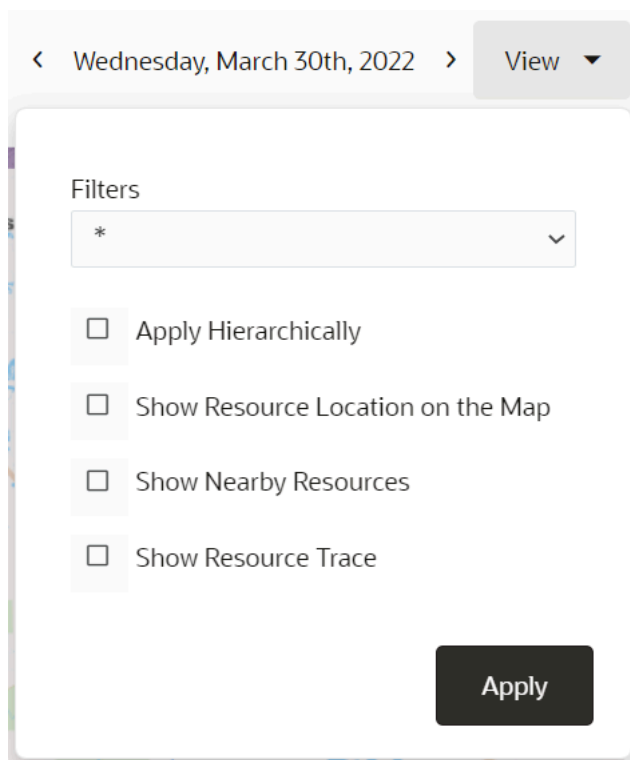 Wednesday, March 30th, 2022 View
Filters
*
Apply Hierarchically
Show Resource Location on the Map
Show Nearby Resources
Show Resource Trace
Apply